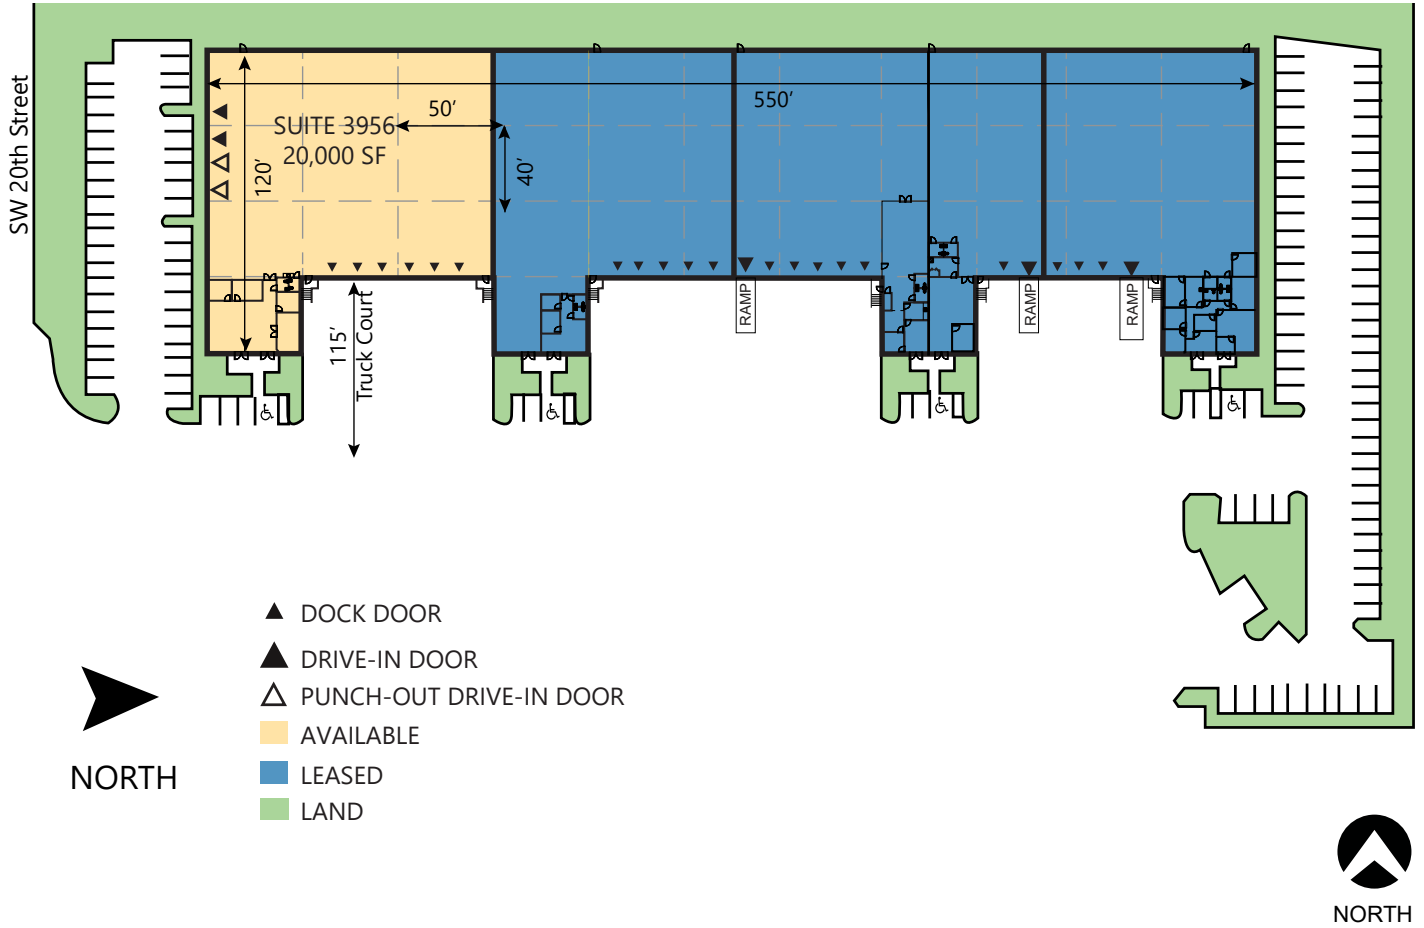 SW 20th Street
50′
550′
SUITE 3956
20,000 SF
120′
40′
115′
Truck Court
RAMP
RAMP
RAMP
DOCK DOOR
DRIVE-IN DOOR
PUNCH-OUT DRIVE-IN DOOR
AVAILABLE
LEASED
LAND
NORTH
NORTH